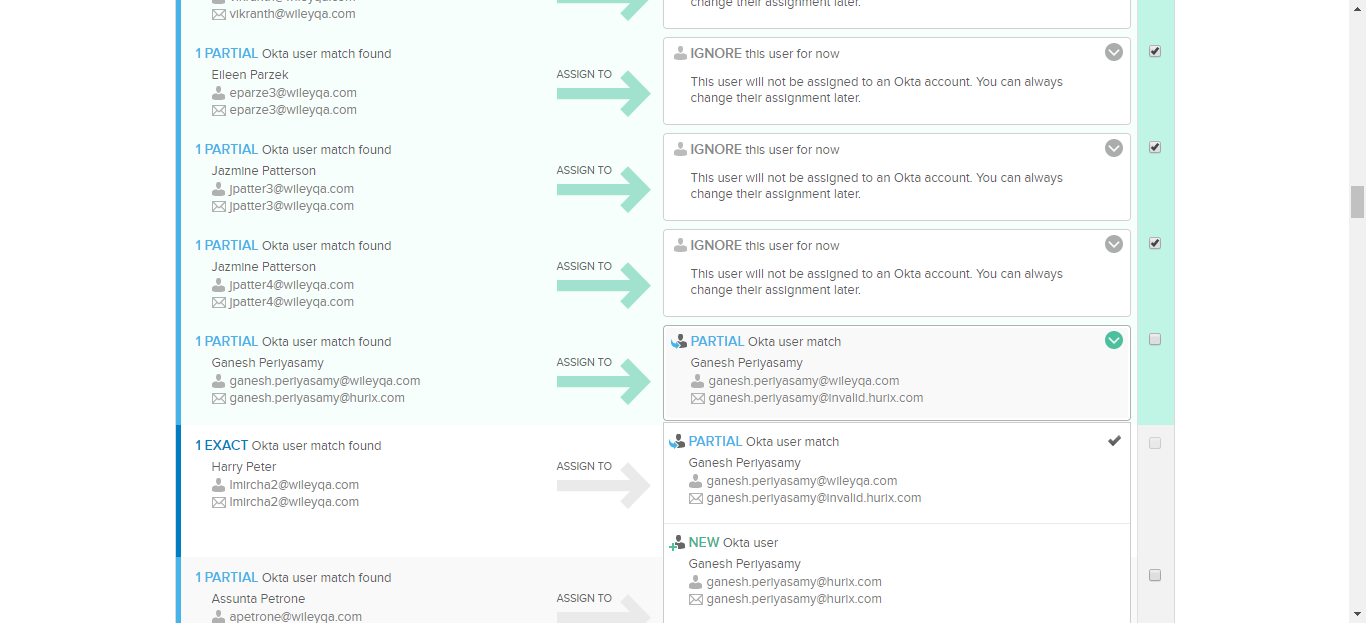 vikranth@wileyqa.com
change their assignment later.
1 PARTIAL Okta user match found
Eileen Parzek
eparze3@wileyqa.com
eparze3@wileyqa.com
ASSIGN TO
IGNORE this user for now
This user will not be assigned to an Okta account. You can always
change their assignment later.
1 PARTIAL Okta user match found
Jazmine Patterson
jpatter3@wileyqa.com
jpatter3@wileyqa.com
ASSIGN TO
IGNORE this user for now
This user will not be assigned to an Okta account. You can always
change their assignment later.
1 PARTIAL Okta user match found
Jazmine Patterson
jpatter4@wileyqa.com
jpatter4@wileyqa.com
ASSIGN TO
IGNORE this user for now
This user will not be assigned to an Okta account. You can always
change their assignment later.
1 PARTIAL Okta user match found
Ganesh Periyasamy
ganesh.periyasamy@wileyqa.com
ganesh.periyasamy@hurix.com
ASSIGN TO
PARTIAL Okta user match
Ganesh Periyasamy
ganesh.periyasamy@wileyqa.com
ganesh.periyasamy@invalid.hurix.com
1 EXACT Okta user match found
Harry Peter
lmircha2@wileyqa.com
lmircha2@wileyqa.com
ASSIGN TO
PARTIAL Okta user match
Ganesh Periyasamy
ganesh.periyasamy@wileyqa.com
ganesh.periyasamy@invalid.hurix.com
NEW Okta user
Ganesh Periyasamy
ganesh.periyasamy@hurix.com
ganesh.periyasamy@hurix.com
1 PARTIAL Okta user match found
Assunta Petrone
apetrone@wileyqa.com
ASSIGN TO